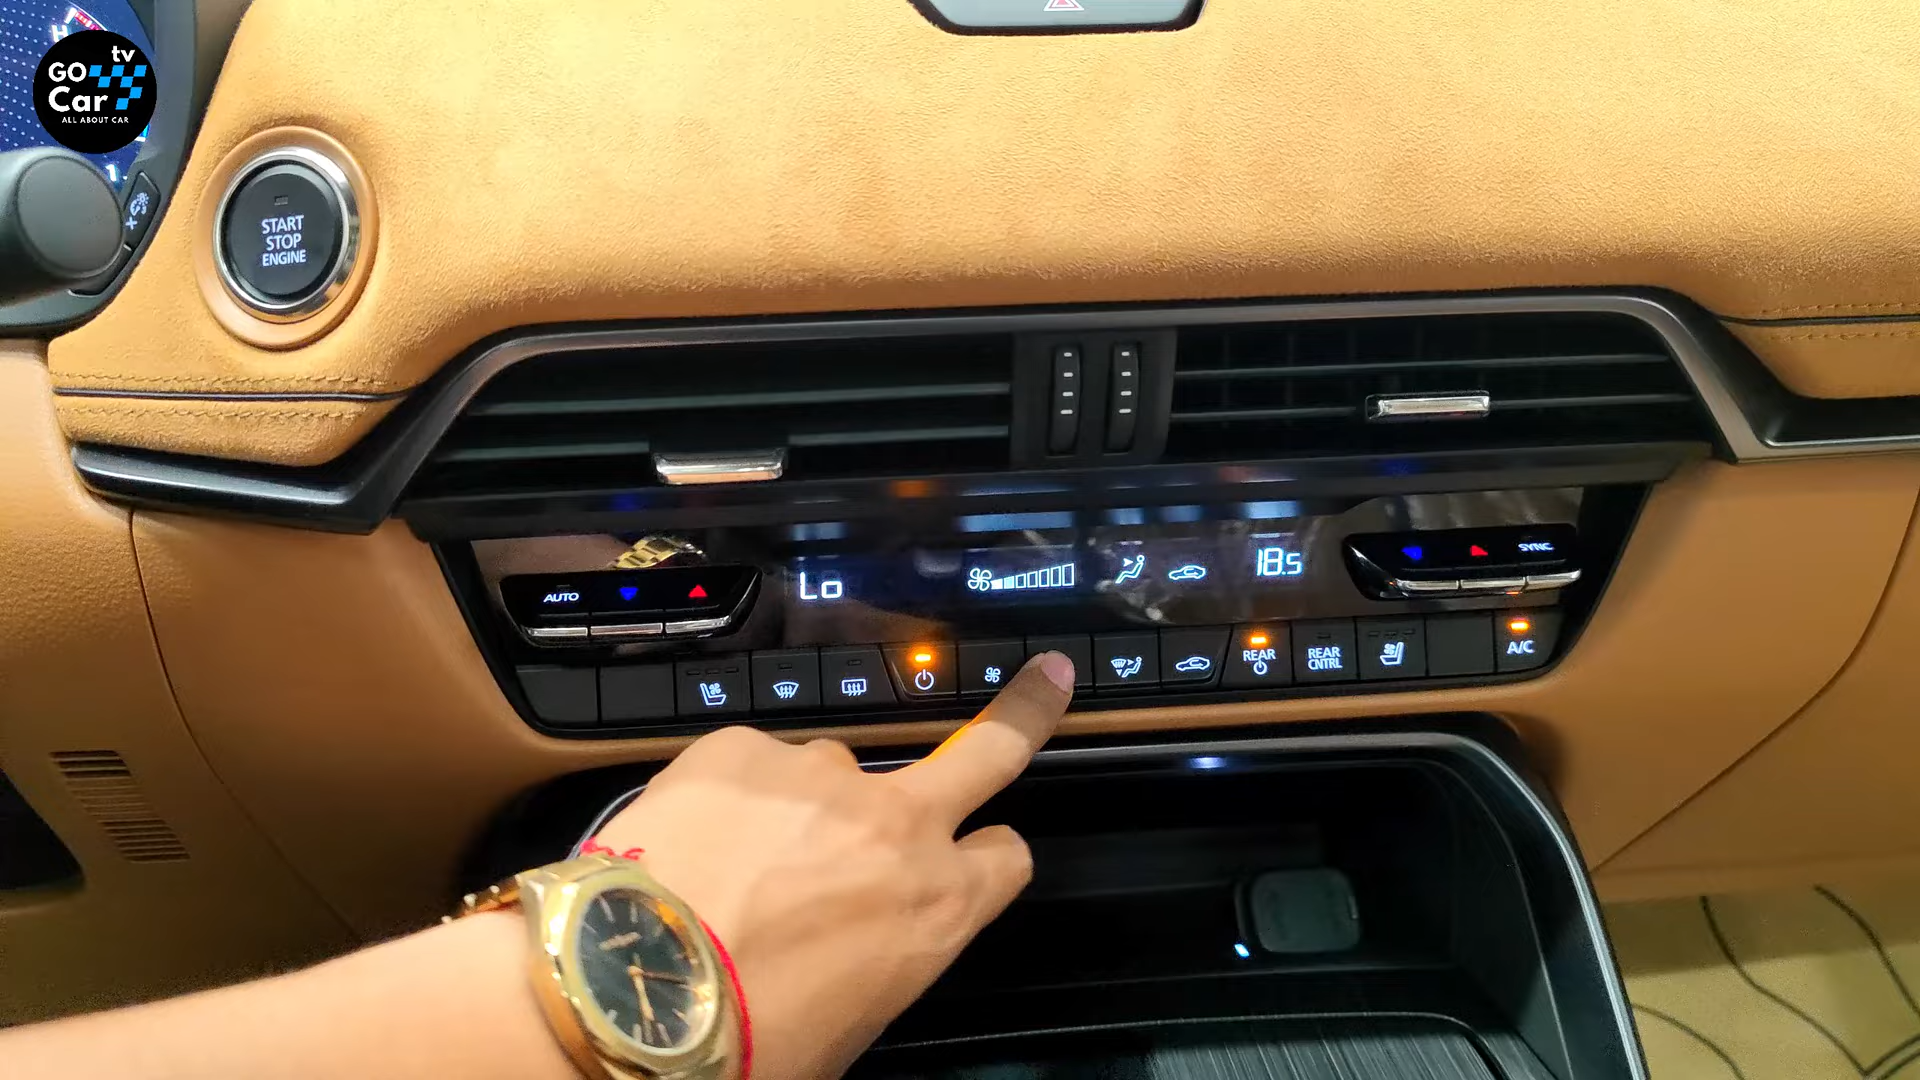 tv
GO
Car
ALL ABOUT CAR
H
START
STOP
ENGINE
Lo
18.5
AUTO
SYNC
REAR
REAR
CNTRL
A/C